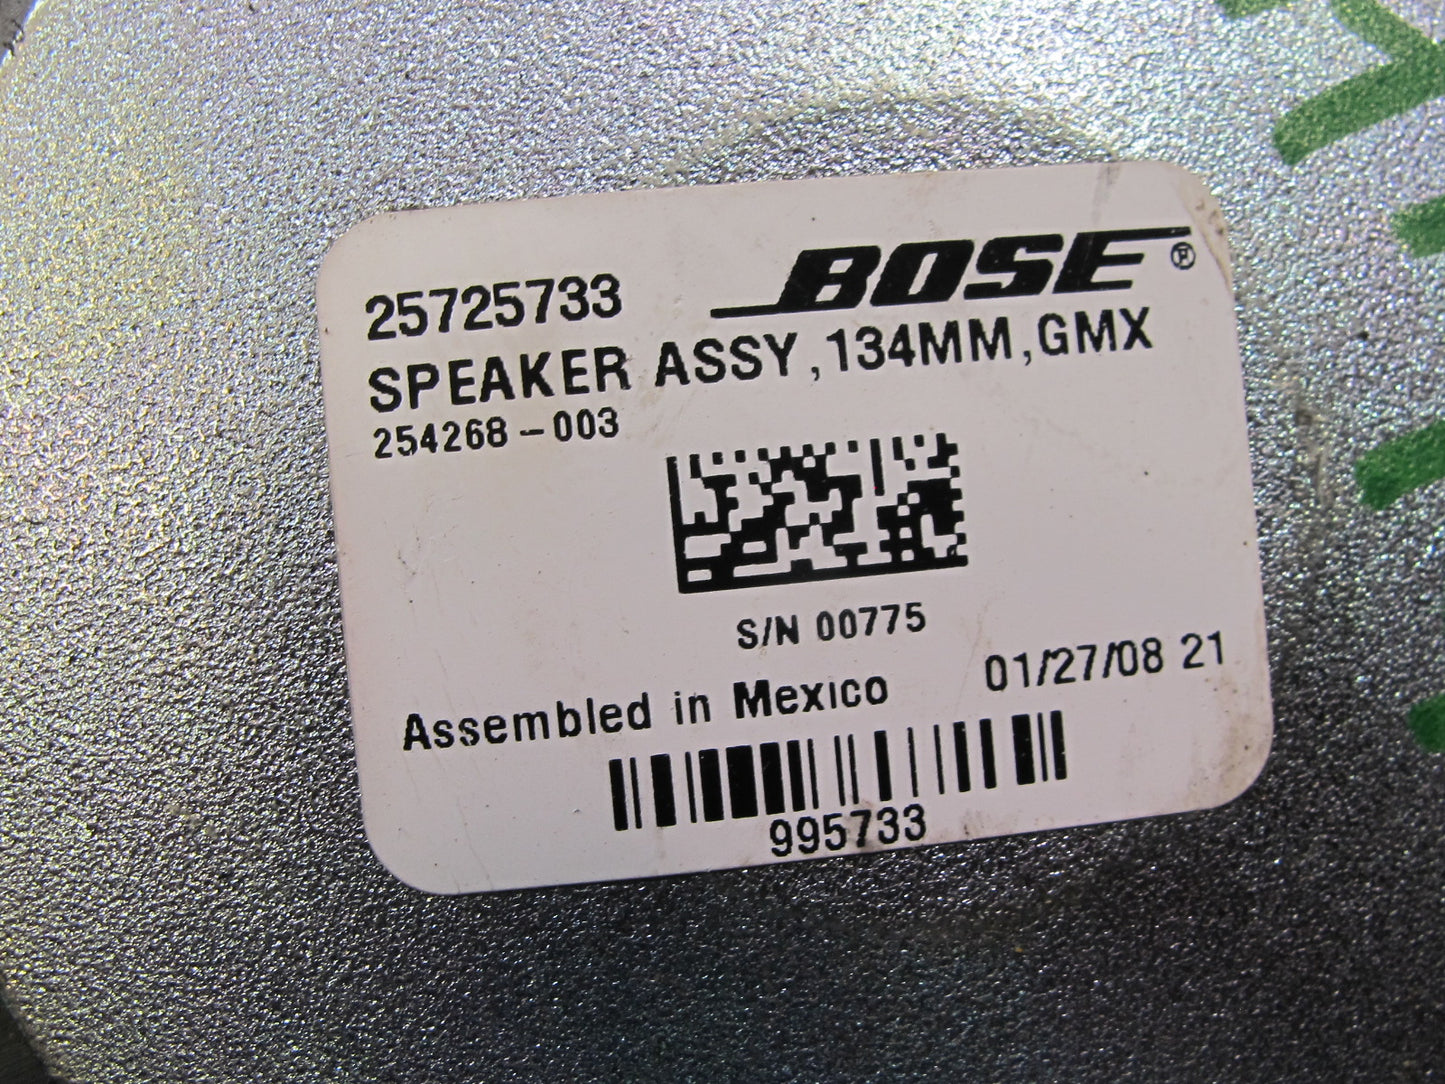 25725733 BOSE®
SPEAKER ASSY,134MM,GMX
254268-003
S/N 00775
Assembled in Mexico 01/27/08 21
995733